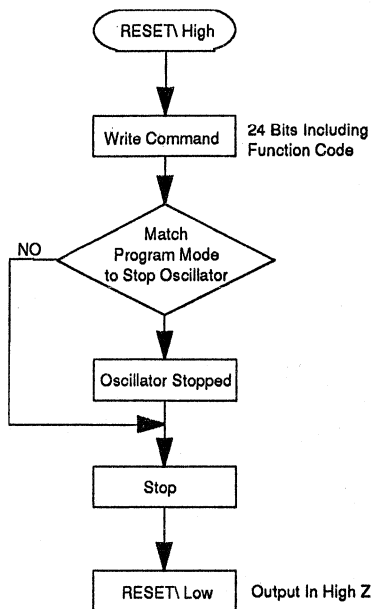 RESET\ High
Write Command
24 Bits Including
Function Code
Match
Program Mode
to Stop Oscillator
NO
Oscillator Stopped
Stop
RESET\ Low
Output In High Z